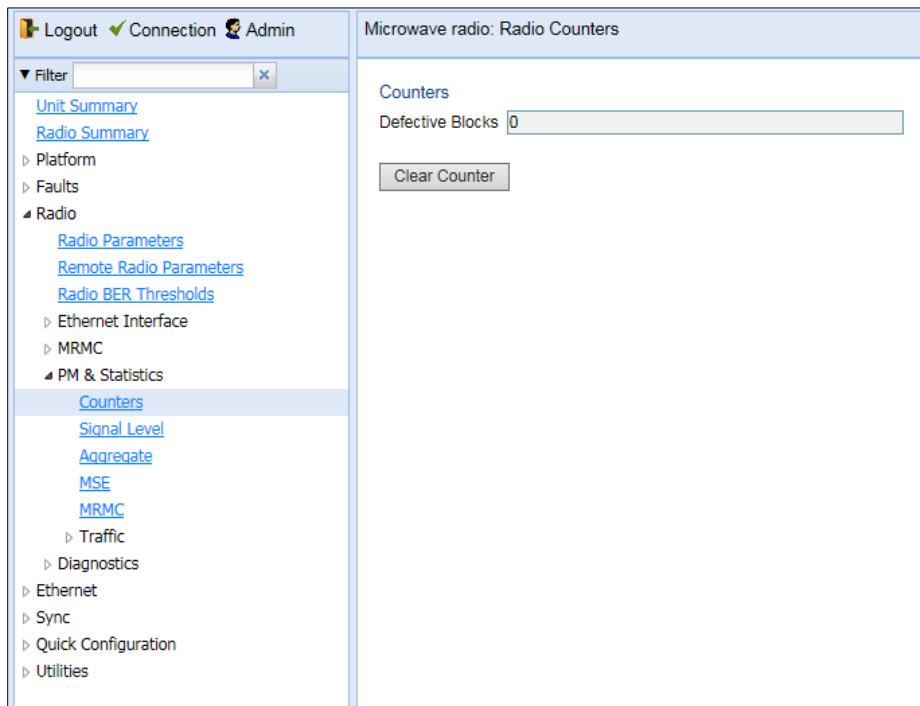 Logout Connection Admin
Filter
Unit Summary
Radio Summary
Platform
Faults
Radio
Radio Parameters
Remote Radio Parameters
Radio BER Thresholds
Ethernet Interface
MRMC
PM & Statistics
Counters
Signal Level
Aggregate
MSE
MRMC
Traffic
Diagnostics
Ethernet
Sync
Quick Configuration
Utilities
Microwave radio: Radio Counters
Counters
Defective Blocks 0
Clear Counter